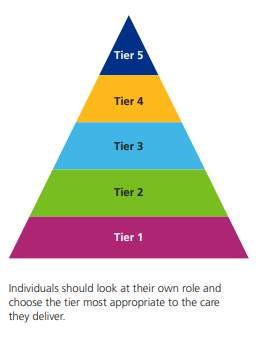 Tier 5
Tier 4
Tier 3
Tier 2
Tier 1
Individuals should look at their own role and
choose the tier most appropriate to the care
they deliver.